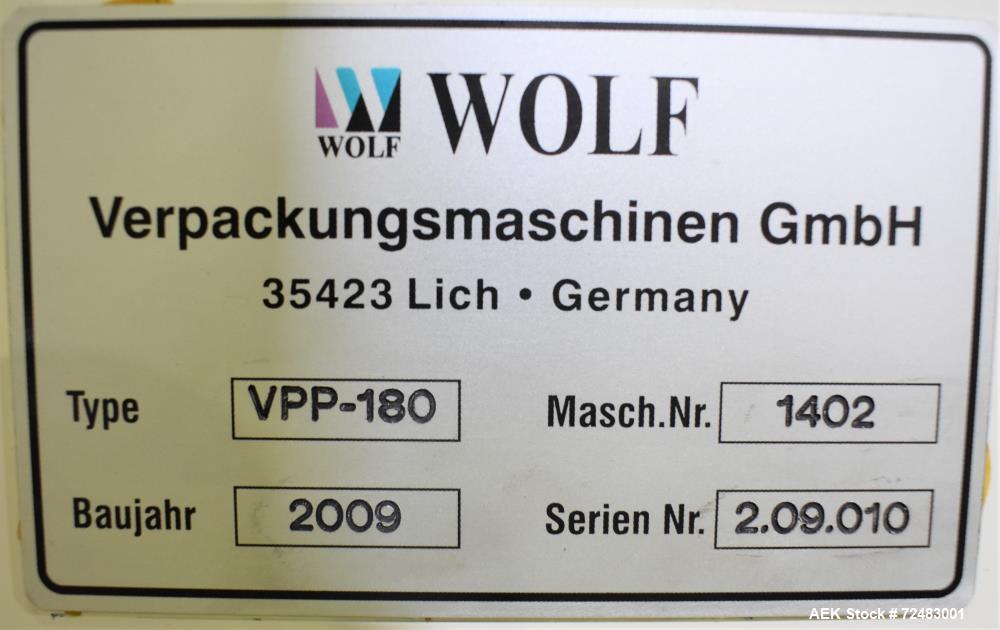 WOLF WOLF
Verpackungsmaschinen GmbH
35423 Lich • Germany
Type VPP-180 Masch.Nr. 1402
Baujahr 2009 Serien Nr. 2.09.010
AEK Stock # 72483001